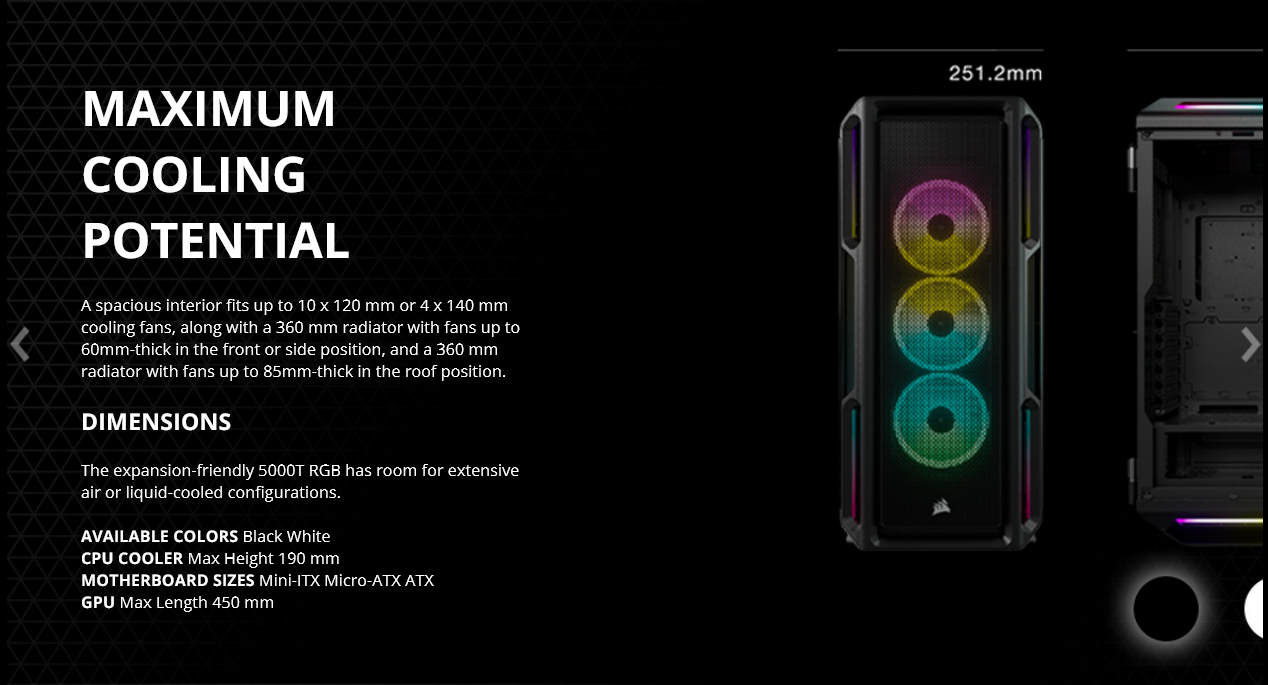 MAXIMUM
COOLING
POTENTIAL
A spacious interior fits up to 10 x 120 mm or 4 x 140 mm
cooling fans, along with a 360 mm radiator with fans up to
60mm-thick in the front or side position, and a 360 mm
radiator with fans up to 85mm-thick in the roof position.
DIMENSIONS
The expansion-friendly 5000T RGB has room for extensive
air or liquid-cooled configurations.
AVAILABLE COLORS Black White
CPU COOLER Max Height 190 mm
MOTHERBOARD SIZES Mini-ITX Micro-ATX ATX
GPU Max Length 450 mm
251.2mm